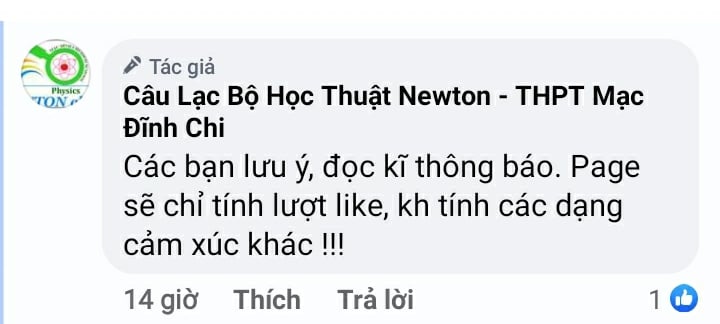 Physics
Tác giả
Câu Lạc Bộ Học Thuật Newton - THPT Mạc
Đĩnh Chi
Các bạn lưu ý, đọc kĩ thông báo. Page
sẽ chỉ tính lượt like, kh tính các dạng
cảm xúc khác !!!
14 giờ Thích Trả lời 1